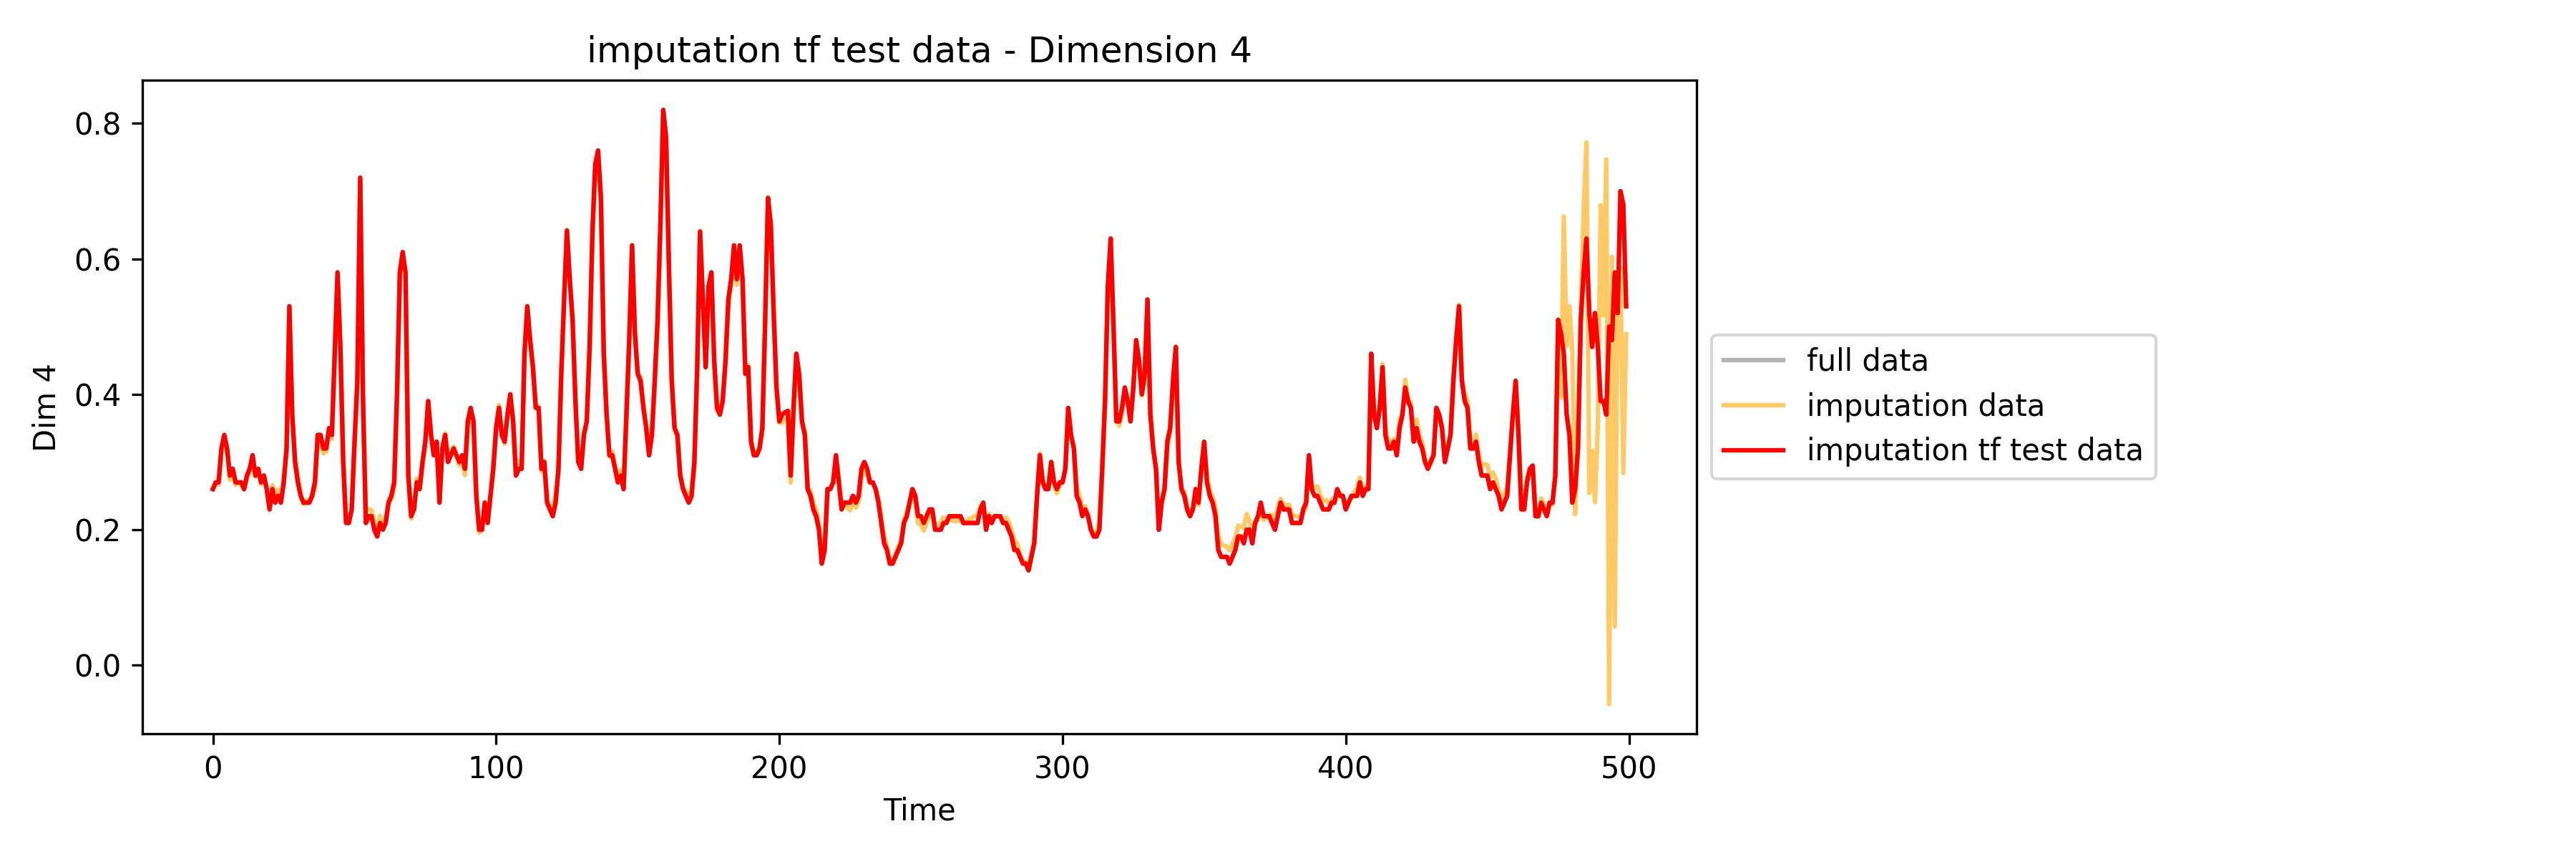 imputation tf test data - Dimension 4
0.8
0.6
0.4
0.2
0.0
Dim 4
0 100 200 300 400 500
Time
full data
imputation data
imputation tf test data